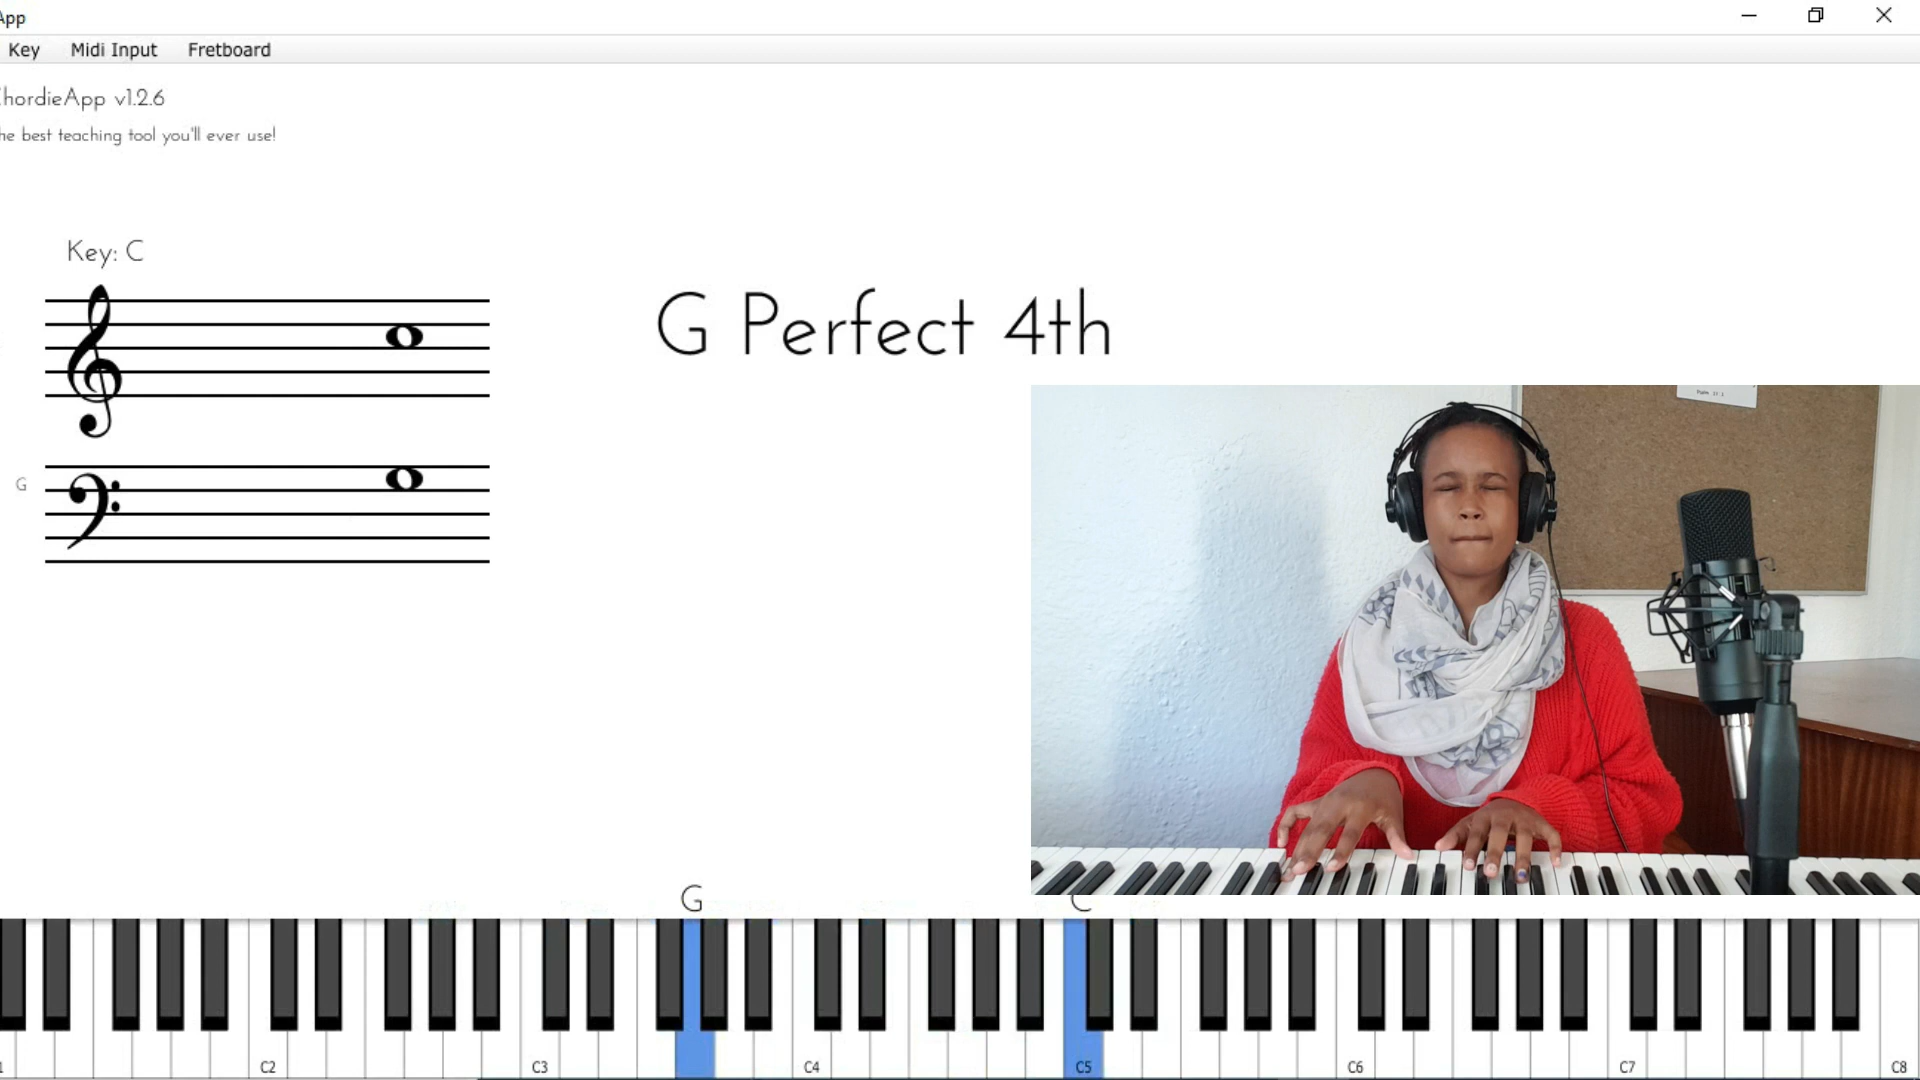 App
Key Midi Input Fretboard
hordieApp v1.2.6
he best teaching tool you'll ever use!
Key: C
G Perfect 4th
G
G C
C2 C3 C4 C5 C6 C7 C8